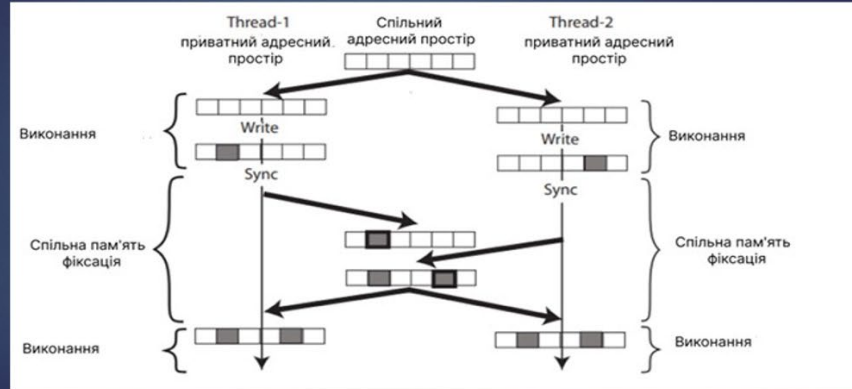 Thread-1
приватний адресний
простір
Спільний
адресний простір
Thread-2
приватний адресний
простір
Виконання
Write
Sync
Write
Sync
Виконання
Спільна пам'ять
фіксація
Спільна пам'ять
фіксація
Виконання
Виконання